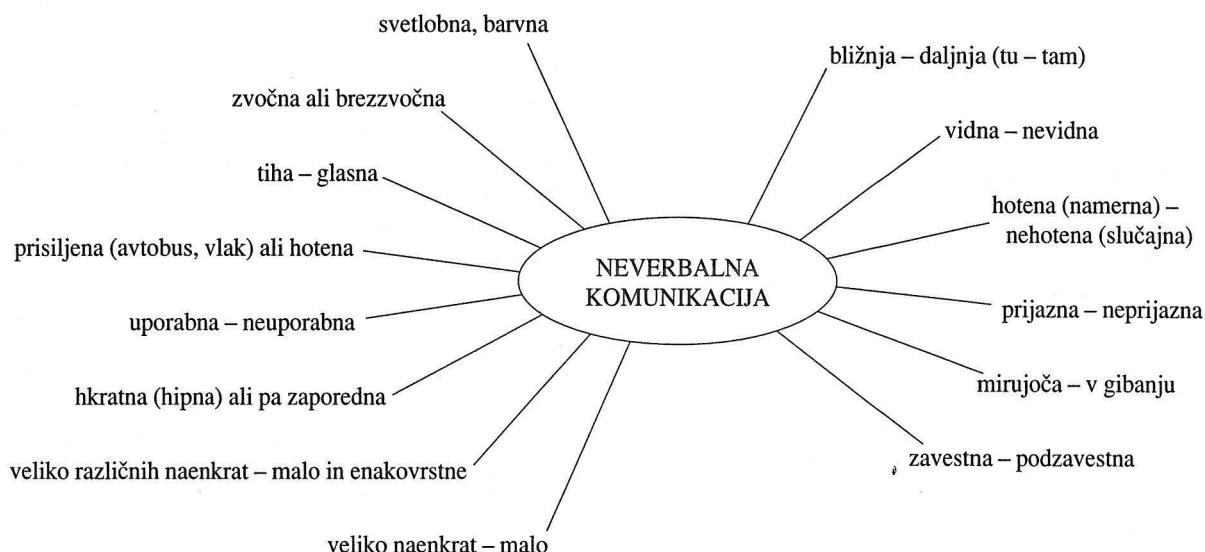 svetlobna, barvna
bližnja – daljnja (tu – tam)
zvočna ali brezzvočna
vidna – nevidna
tiha – glasna
hotena (namerna) –
nehotena (slučajna)
prisiljena (avtobus, vlak) ali hotena
NEVERBALNA
KOMUNIKACIJA
uporabna – neuporabna
prijazna – neprijazna
mirujoča – v gibanju
hkratna (hipna) ali pa zaporedna
zavestna – podzavestna
veliko različnih naenkrat – malo in enakovrstne
veliko naenkrat – malo